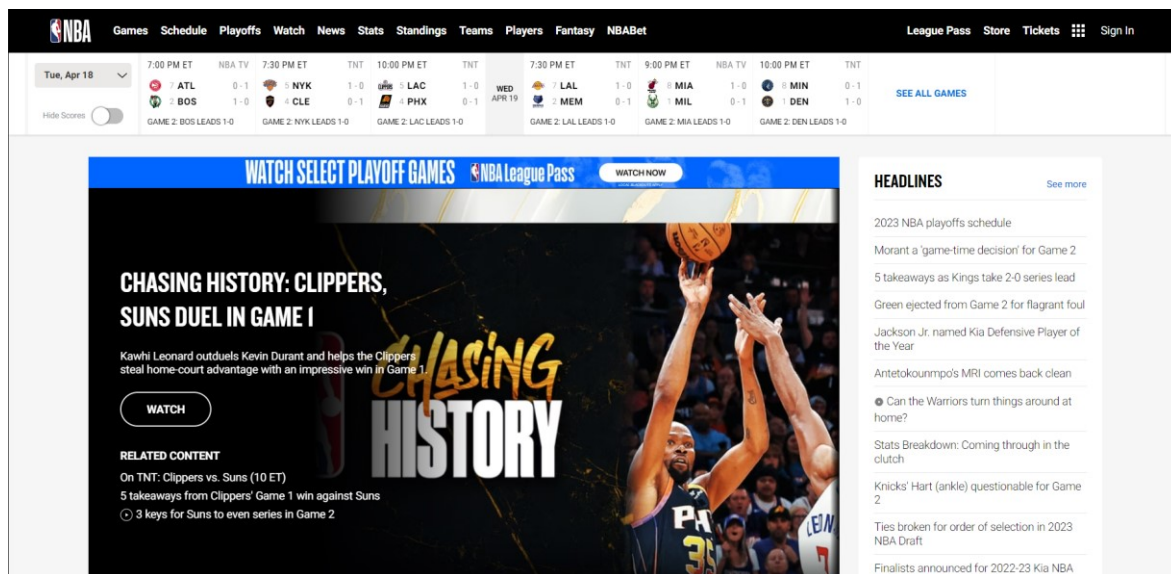 NBA
Games Schedule Playoffs Watch News Stats Standings Teams Players Fantasy NBABet
League Pass Store Tickets Sign In
Tue, Apr 18
Hide Scores
7:00 PM ET NBA TV
7 ATL 0 - 1
2 BOS 1 - 0
GAME 2: BOS LEADS 1-0
7:30 PM ET TNT
5 NYK 1 - 0
4 CLE 0 - 1
GAME 2: NYK LEADS 1-0
10:00 PM ET TNT
5 LAC 1 - 0
4 PHX 0 - 1
GAME 2: LAC LEADS 1-0
WED
APR 19
7:30 PM ET TNT
7 LAL 1 - 0
2 MEM 0 - 1
GAME 2: LAL LEADS 1-0
9:00 PM ET NBA TV
8 MIA 1 - 0
1 MIL 0 - 1
GAME 2: MIA LEADS 1-0
10:00 PM ET TNT
8 MIN 0 - 1
1 DEN 1 - 0
GAME 2: DEN LEADS 1-0
SEE ALL GAMES
WATCH SELECT PLAYOFF GAMES NBA League Pass WATCH NOW
CHASING HISTORY: CLIPPERS,
SUNS DUEL IN GAME 1
Kawhi Leonard outduels Kevin Durant and helps the Clippers
steal home-court advantage with an impressive win in Game 1.
WATCH
RELATED CONTENT
On TNT: Clippers vs. Suns (10 ET)
5 takeaways from Clippers' Game 1 win against Suns
3 keys for Suns to even series in Game 2
CHASING
HISTORY
PH
35
HEADLINES
See more
2023 NBA playoffs schedule
Morant a 'game-time decision' for Game 2
5 takeaways as Kings take 2-0 series lead
Green ejected from Game 2 for flagrant foul
Jackson Jr. named Kia Defensive Player of
the Year
Antetokounmpo's MRI comes back clean
Can the Warriors turn things around at
home?
Stats Breakdown: Coming through in the
clutch
Knicks' Hart (ankle) questionable for Game
2
Ties broken for order of selection in 2023
NBA Draft
Finalists announced for 2022-23 Kia NBA